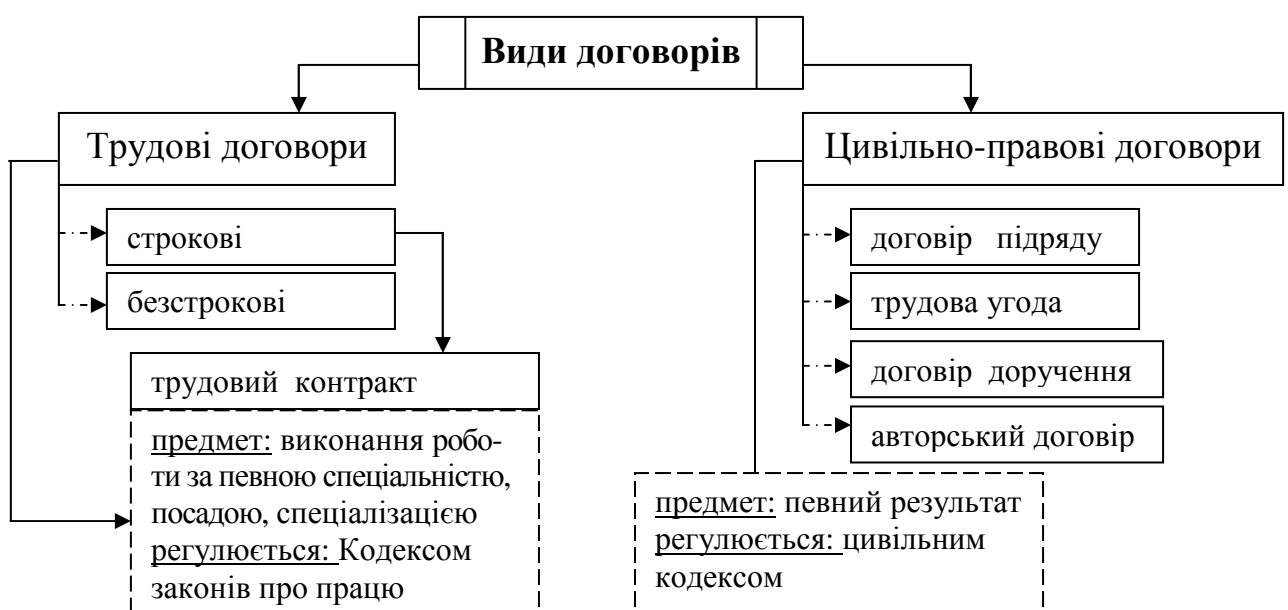 Види договорів
Трудові договори
строкові
безстрокові
трудовий контракт
предмет: виконання робо-
ти за певною спеціальністю,
посадою, спеціалізацією
регулюється: Кодексом
законів про працю
Цивільно-правові договори
договір підряду
трудова угода
договір доручення
авторський договір
предмет: певний результат
регулюється: цивільним
кодексом